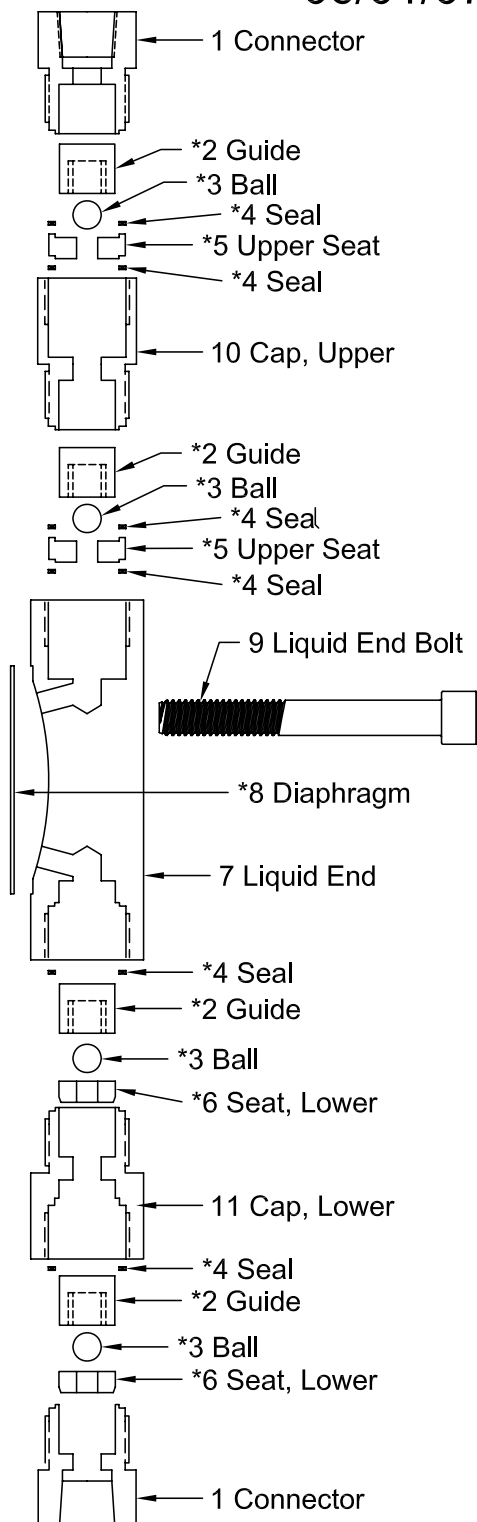 1 Connector
*2 Guide
*3 Ball
*4 Seal
*5 Upper Seat
*4 Seal
10 Cap, Upper
*2 Guide
*3 Ball
*4 Seal
*5 Upper Seat
*4 Seal
9 Liquid End Bolt
*8 Diaphragm
7 Liquid End
*4 Seal
*2 Guide
*3 Ball
*6 Seat, Lower
11 Cap, Lower
*4 Seal
*2 Guide
*3 Ball
*6 Seat, Lower
1 Connector